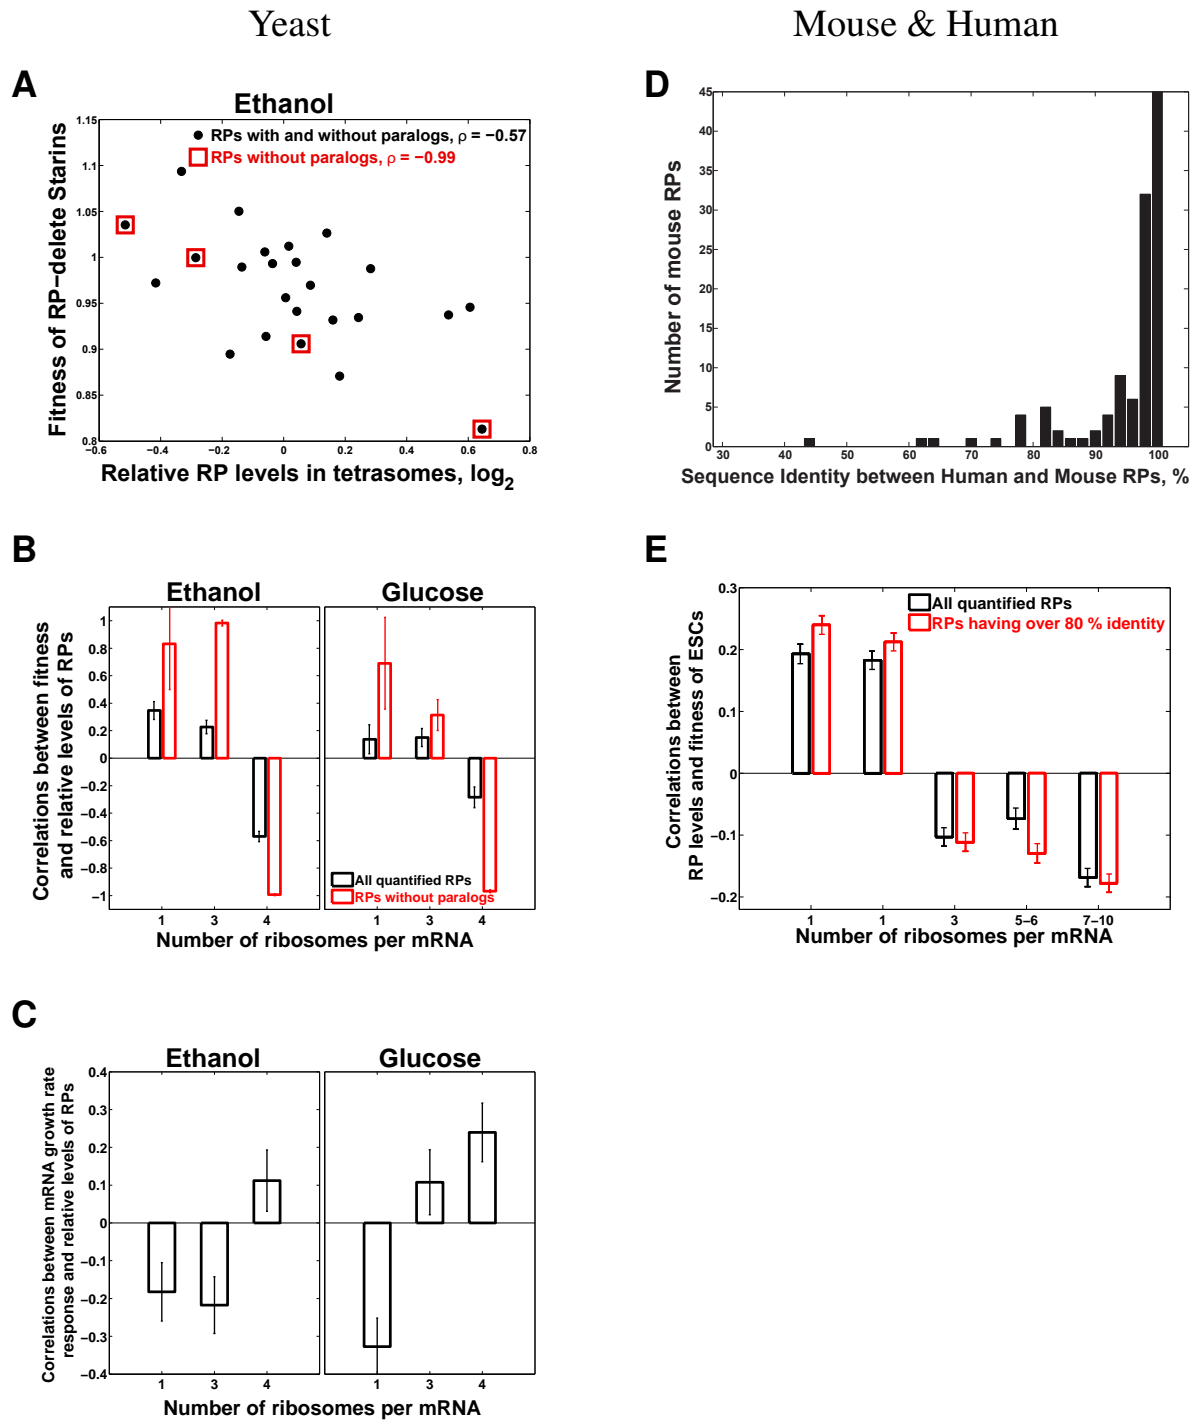 Yeast
Mouse & Human
A
Ethanol
RPs with and without paralogs, ρ = −0.57
RPs without paralogs, ρ = −0.99
Fitness of RP−delete Starins
1.15
1.1
1.05
1
0.95
0.9
0.85
0.8
−0.6 −0.4 −0.2 0 0.2 0.4 0.6 0.8
Relative RP levels in tetrasomes, log2
D
Number of mouse RPs
45
40
35
30
25
20
15
10
5
0
30 40 50 60 70 80 90 100
Sequence Identity between Human and Mouse RPs, %
B
Ethanol
Glucose
Correlations between fitness
and relative levels of RPs
1
0.8
0.6
0.4
0.2
0
−0.2
−0.4
−0.6
−0.8
−1
All quantified RPs
RPs without paralogs
1 3 4 1 3 4
Number of ribosomes per mRNA
E
Correlations between
RP levels and fitness of ESCs
0.3
0.2
0.1
0
−0.1
−0.2
All quantified RPs
RPs having over 80 % identity
1 1 3 5−6 7−10
Number of ribosomes per mRNA
C
Ethanol
Glucose
Correlations between mRNA growth rate
response and relative levels of RPs
0.4
0.3
0.2
0.1
0
−0.1
−0.2
−0.3
−0.4
1 3 4 1 3 4
Number of ribosomes per mRNA